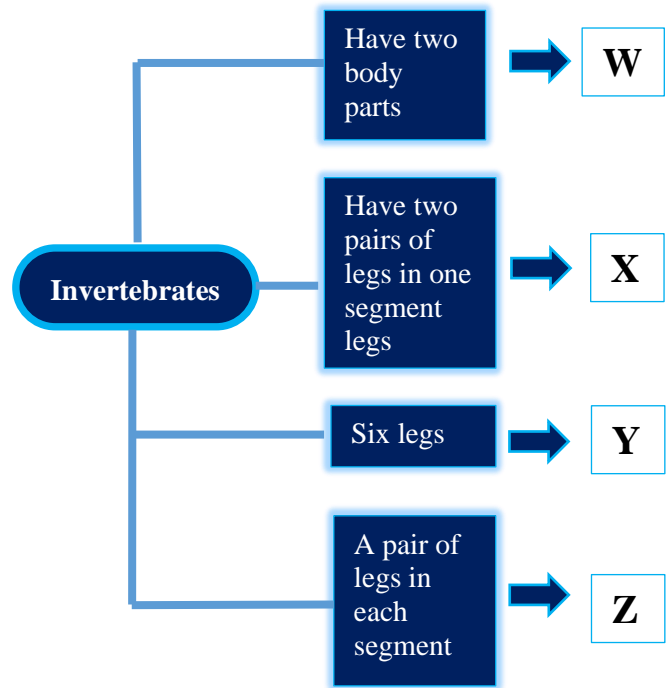 Have two
body
parts
W
Have two
pairs of
legs in one
segment
legs
X
Invertebrates
Six legs
Y
A pair of
legs in
each
segment
Z